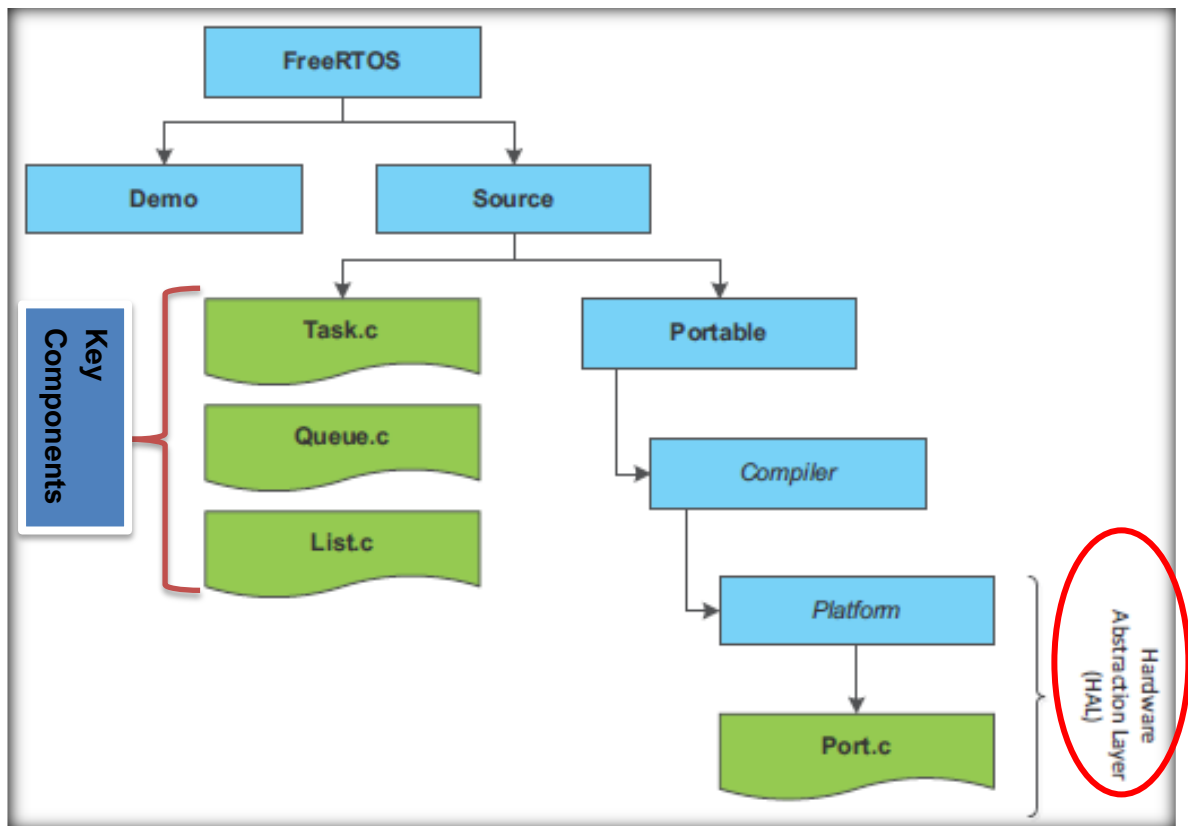 FreeRTOS
Demo
Source
Key
Components
Task.c
Queue.c
List.c
Portable
Compiler
Platform
Port.c
Hardware
Abstraction Layer
(HAL)